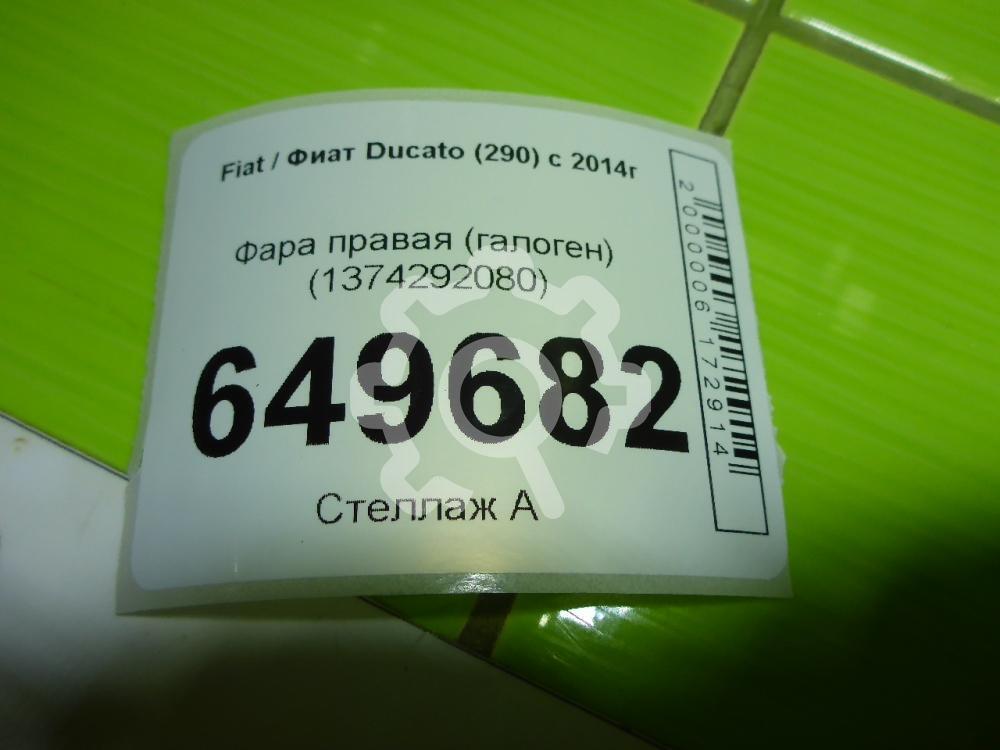 Fiat / Фиат Ducato (290) с 2014г
Фара правая (галоген)
(1374292080)
649682
Стеллаж А
2000006172914